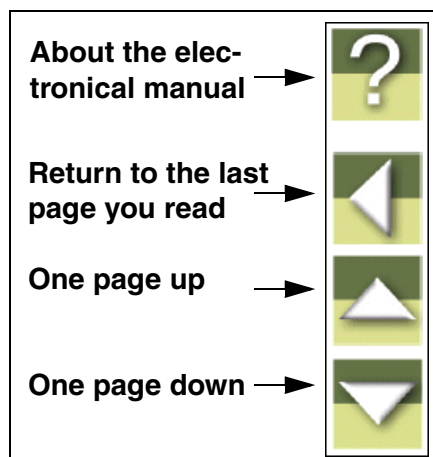 About the elec-
tronical manual
?
Return to the last
page you read
One page up
One page down